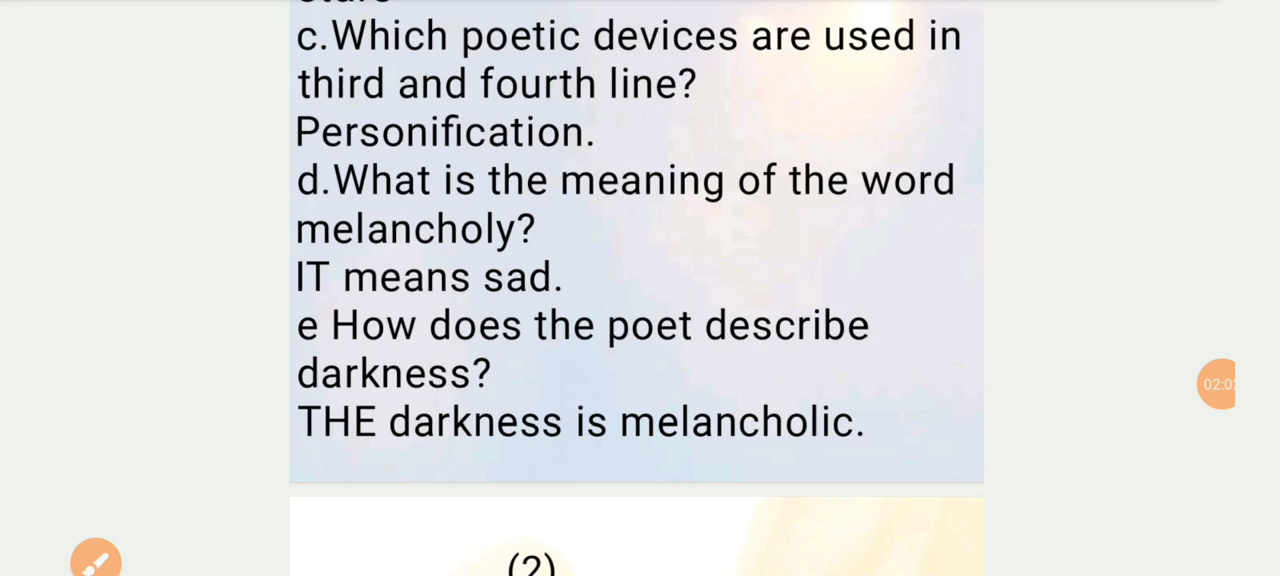 c.Which poetic devices are used in
third and fourth line?
Personification.
d.What is the meaning of the word
melancholy?
IT means sad.
e How does the poet describe
darkness?
THE darkness is melancholic.
(2)